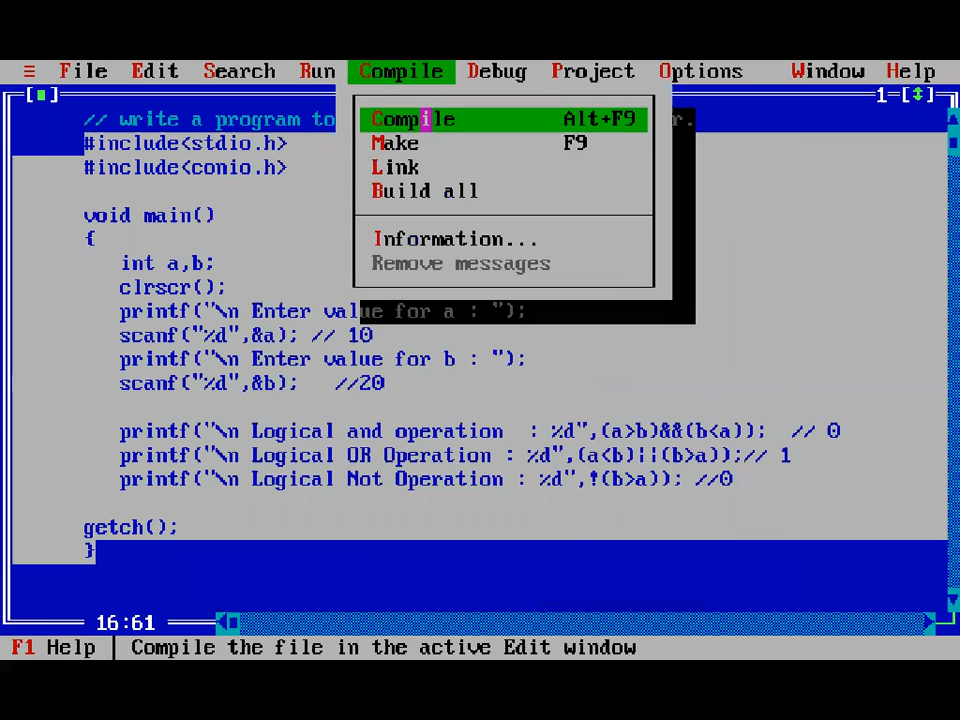 ≡ File Edit Search Run Compile Debug Project Options Window Help
[■] 1=[↕]
// write a program to r.
Compile Alt+F9
#include<stdio.h>
Make F9
#include<conio.h>
Link
Build all
void main()
{
Information...
int a,b;
Remove messages
clrscr();
printf("\n Enter value for a : ");
scanf("%d",&a); // 10
printf("\n Enter value for b : ");
scanf("%d",&b); //20
printf("\n Logical and operation : %d",(a>b)&&(b<a)); // 0
printf("\n Logical OR Operation : %d",(a<b)||(b>a));// 1
printf("\n Logical Not Operation : %d",!(b>a)); //0
getch();
}
16:61
F1 Help | Compile the file in the active Edit window